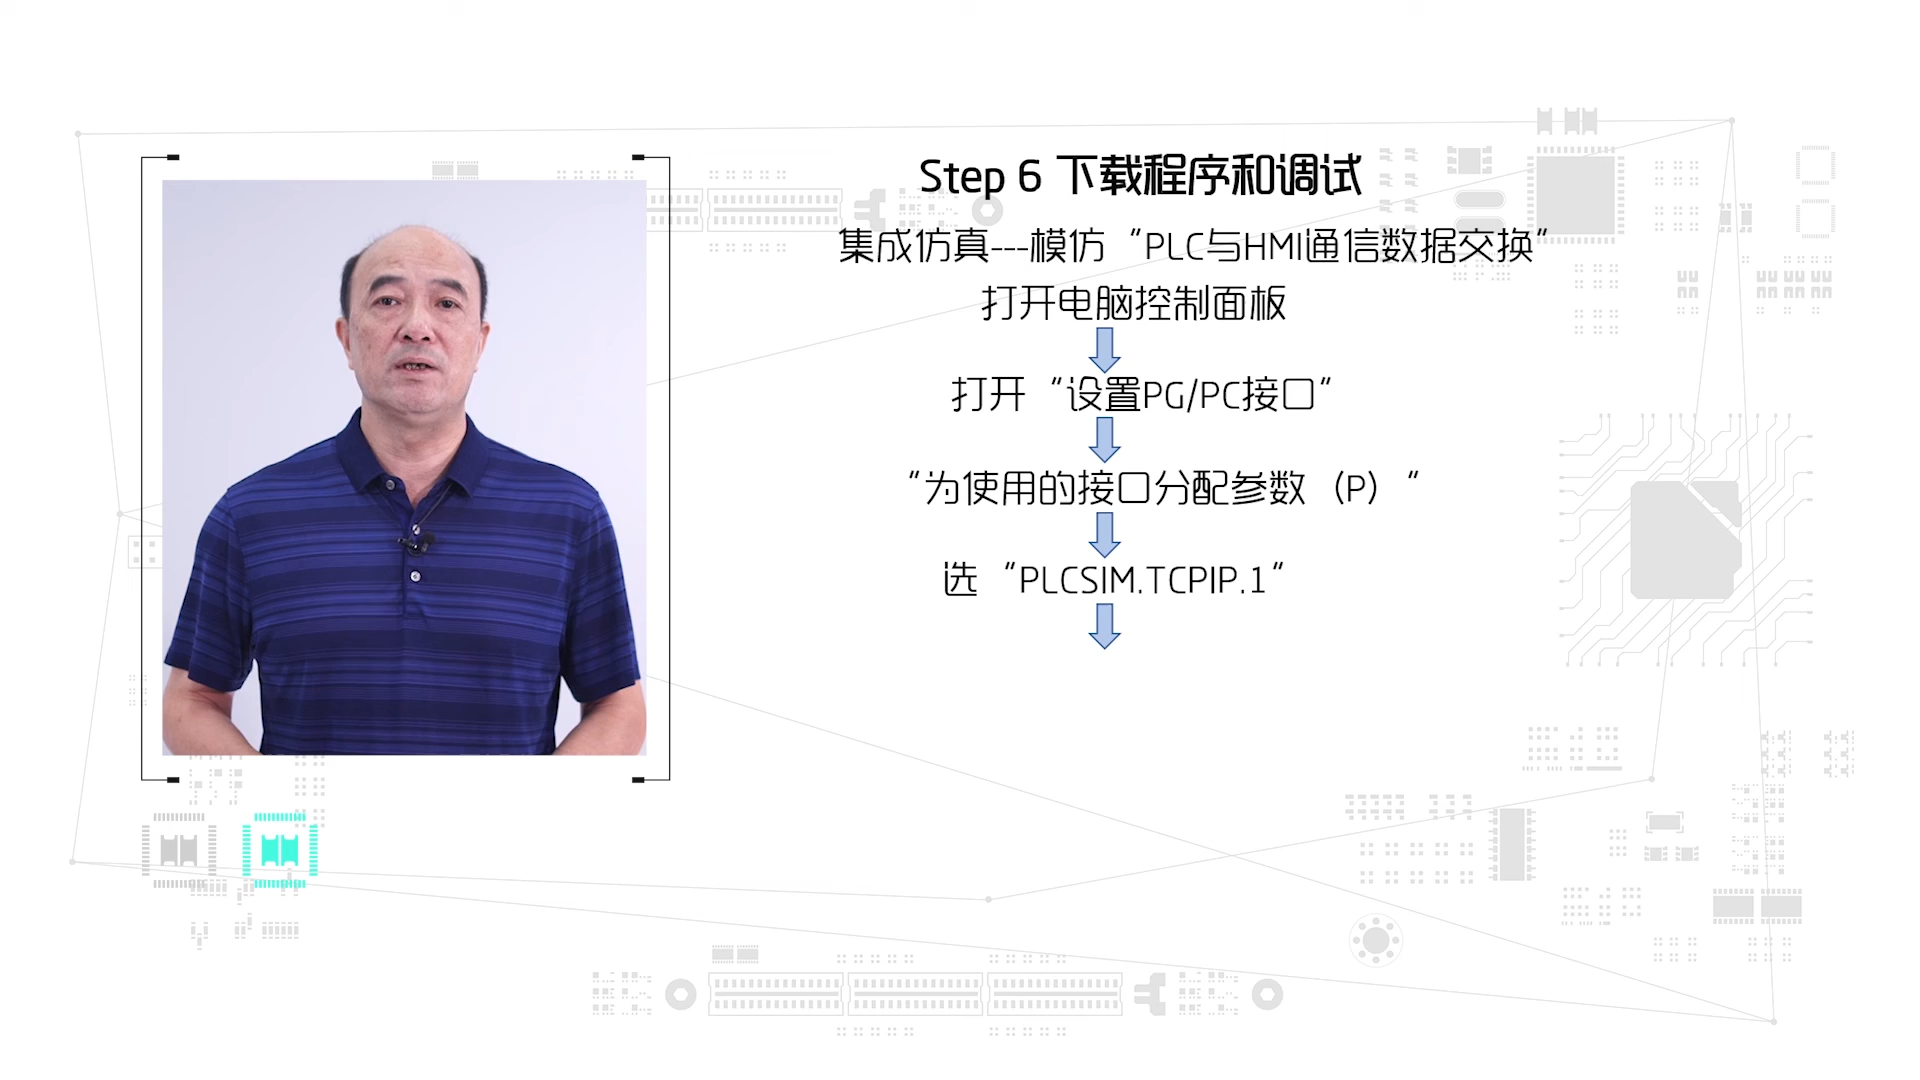 Step 6 下载程序和调试
集成仿真---模仿“PLC与HMI通信数据交换”
打开电脑控制面板
打开“设置PG/PC接口”
“为使用的接口分配参数（P）“
选“PLCSIM.TCPIP.1“